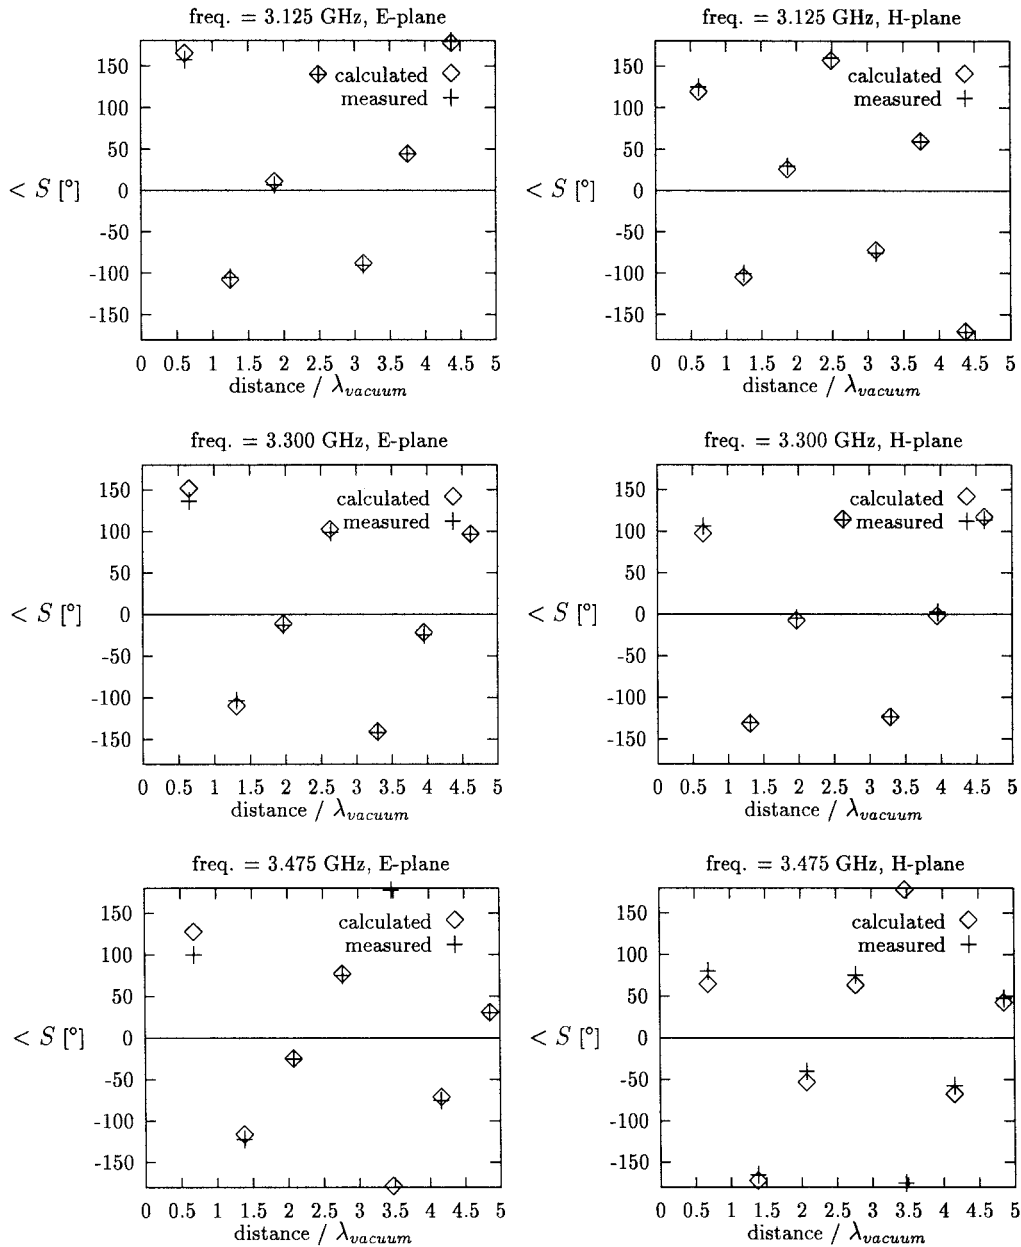 freq. = 3.125 GHz, E-plane
150
100
50
0
-50
-100
-150
< S [°]
calculated
measured
0 0.5 1 1.5 2 2.5 3 3.5 4 4.5 5
distance / λvacuum
freq. = 3.125 GHz, H-plane
150
100
50
0
-50
-100
-150
< S [°]
calculated
measured
0 0.5 1 1.5 2 2.5 3 3.5 4 4.5 5
distance / λvacuum
freq. = 3.300 GHz, E-plane
150
100
50
0
-50
-100
-150
< S [°]
calculated
measured
0 0.5 1 1.5 2 2.5 3 3.5 4 4.5 5
distance / λvacuum
freq. = 3.300 GHz, H-plane
150
100
50
0
-50
-100
-150
< S [°]
calculated
measured
0 0.5 1 1.5 2 2.5 3 3.5 4 4.5 5
distance / λvacuum
freq. = 3.475 GHz, E-plane
150
100
50
0
-50
-100
-150
< S [°]
calculated
measured
0 0.5 1 1.5 2 2.5 3 3.5 4 4.5 5
distance / λvacuum
freq. = 3.475 GHz, H-plane
150
100
50
0
-50
-100
-150
< S [°]
calculated
measured
0 0.5 1 1.5 2 2.5 3 3.5 4 4.5 5
distance / λvacuum